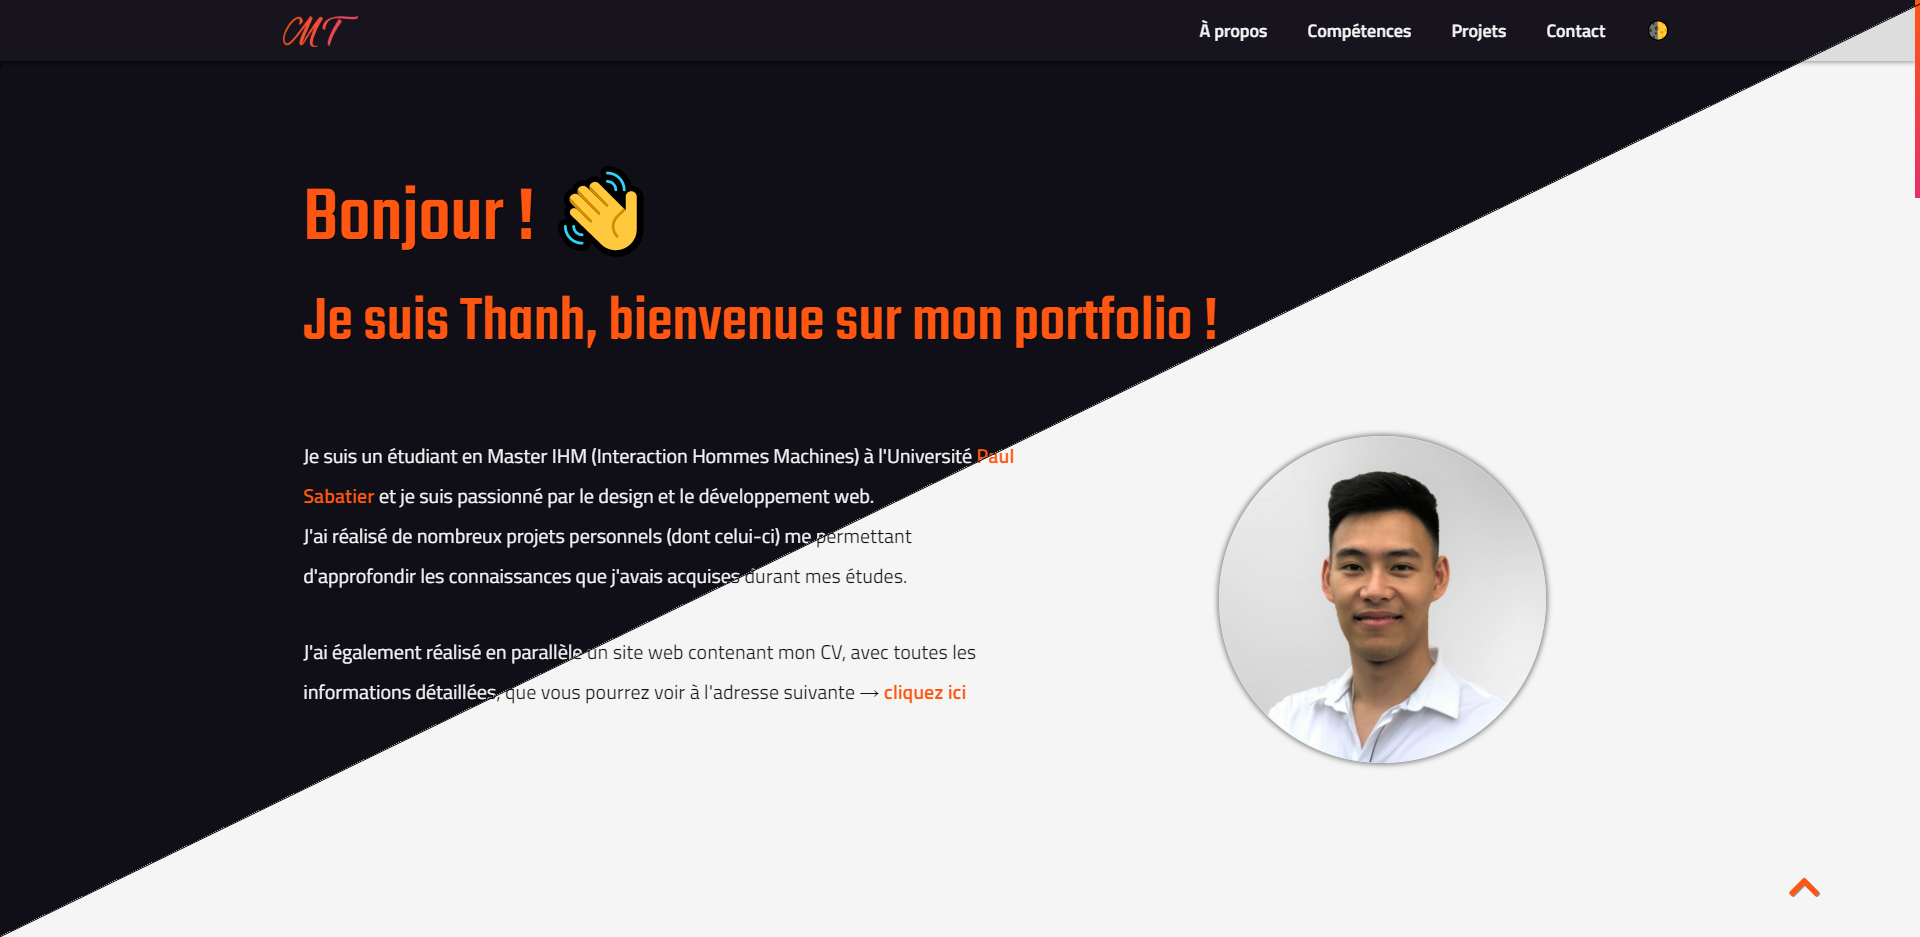 CMT
À propos Compétences Projets Contact
Bonjour !
Je suis Thanh, bienvenue sur mon portfolio !
Je suis un étudiant en Master IHM (Interaction Hommes Machines) à l'Université Paul
Sabatier et je suis passionné par le design et le développement web.
J'ai réalisé de nombreux projets personnels (dont celui-ci) me permettant
d'approfondir les connaissances que j'avais acquises durant mes études.
J'ai également réalisé en parallèle un site web contenant mon CV, avec toutes les
informations détaillées, que vous pourrez voir à l'adresse suivante → cliquez ici